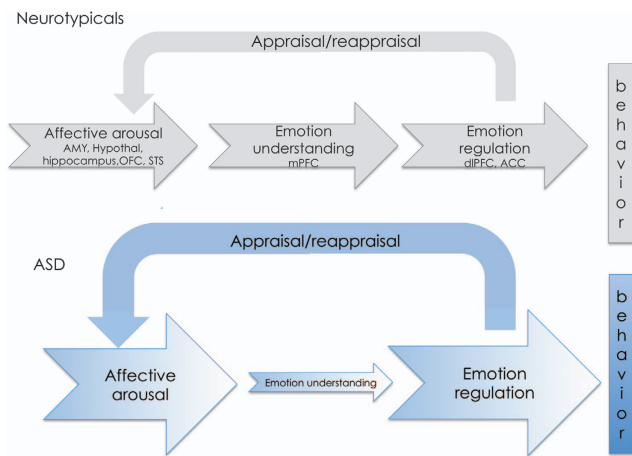 Neurotypicals
Appraisal/reappraisal
Affective arousal
AMY, Hypothal,
hippocampus,OFC, STS
Emotion
understanding
mPFC
Emotion
regulation
dlPFC, ACC
b
e
h
a
v
i
o
r
Appraisal/reappraisal
ASD
Affective
arousal
Emotion understanding
Emotion
regulation
b
e
h
a
v
i
o
r